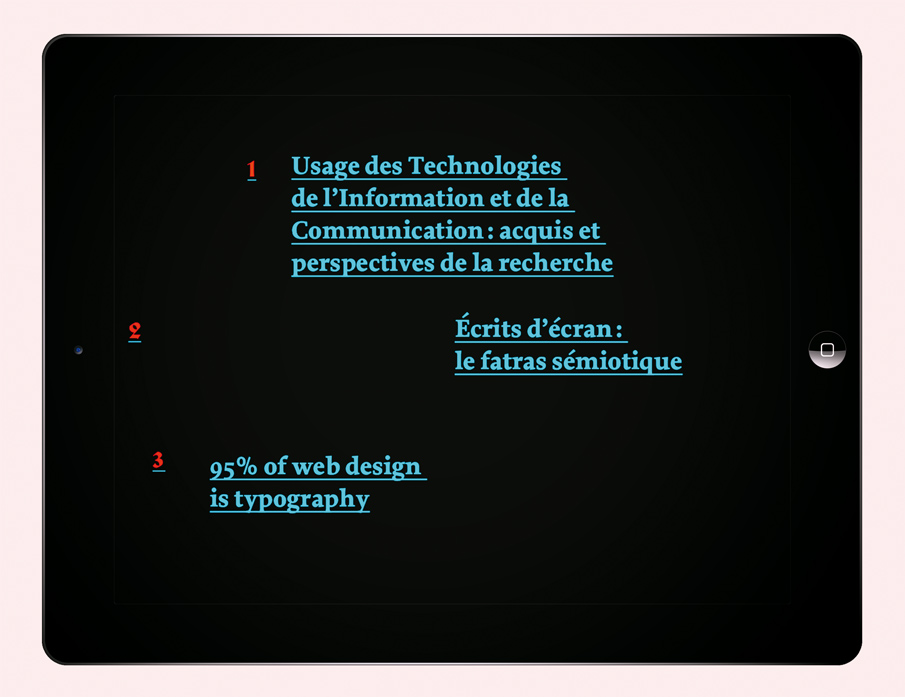 1 Usage des Technologies
de l’Information et de la
Communication : acquis et
perspectives de la recherche
2 Écrits d’écran :
le fatras sémiotique
3 95% of web design
is typography